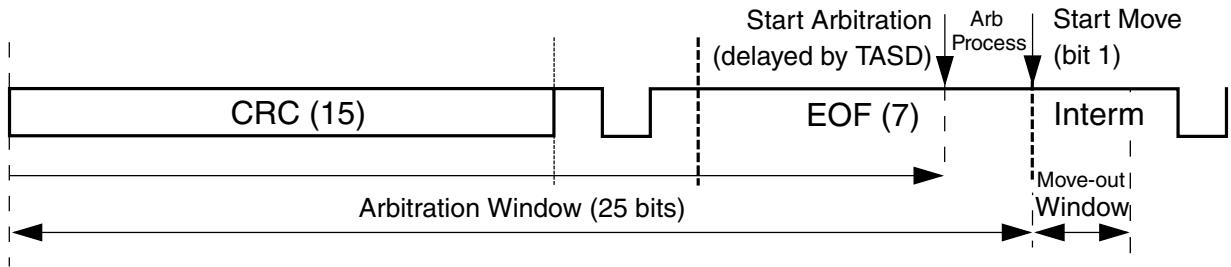 Start Arbitration
(delayed by TASD)
Arb
Process
Start Move
(bit 1)
CRC (15)
EOF (7)
Interm
Move-out
Window
Arbitration Window (25 bits)